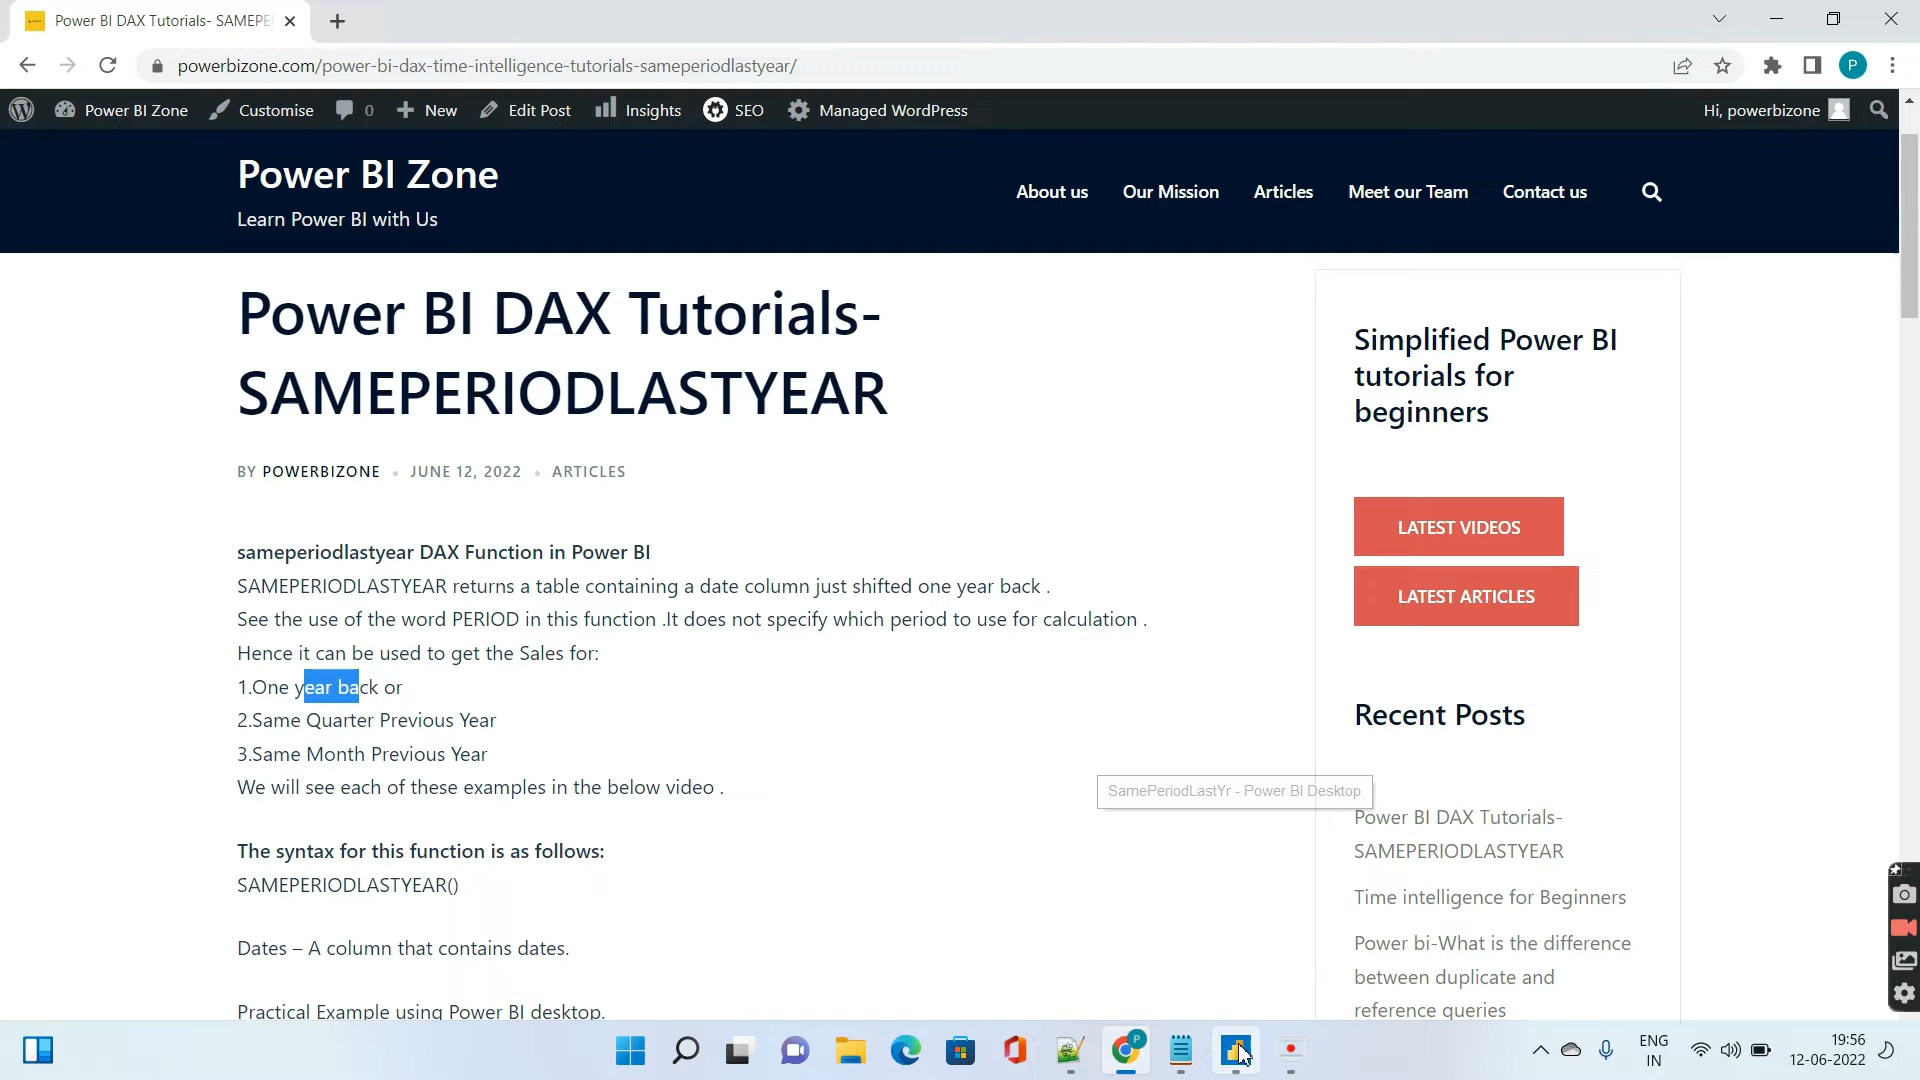 Power BI DAX Tutorials- SAMEPE
powerbizone.com/power-bi-dax-time-intelligence-tutorials-sameperiodlastyear/
P
Power BI Zone Customise 0 New Edit Post Insights SEO Managed WordPress Hi, powerbizone
Power BI Zone
Learn Power BI with Us
About us Our Mission Articles Meet our Team Contact us
Power BI DAX Tutorials-
SAMEPERIODLASTYEAR
BY POWERBIZONE JUNE 12, 2022 ARTICLES
sameperiodlastyear DAX Function in Power BI
SAMEPERIODLASTYEAR returns a table containing a date column just shifted one year back .
See the use of the word PERIOD in this function .It does not specify which period to use for calculation .
Hence it can be used to get the Sales for:
1.One year back or
2.Same Quarter Previous Year
3.Same Month Previous Year
We will see each of these examples in the below video .
The syntax for this function is as follows:
SAMEPERIODLASTYEAR()
Dates – A column that contains dates.
Practical Example using Power BI desktop.
Simplified Power BI
tutorials for
beginners
LATEST VIDEOS
LATEST ARTICLES
Recent Posts
SamePeriodLastYr - Power BI Desktop
Power BI DAX Tutorials-
SAMEPERIODLASTYEAR
Time intelligence for Beginners
Power bi-What is the difference
between duplicate and
reference queries
P
ENG
IN
19:56
12-06-2022